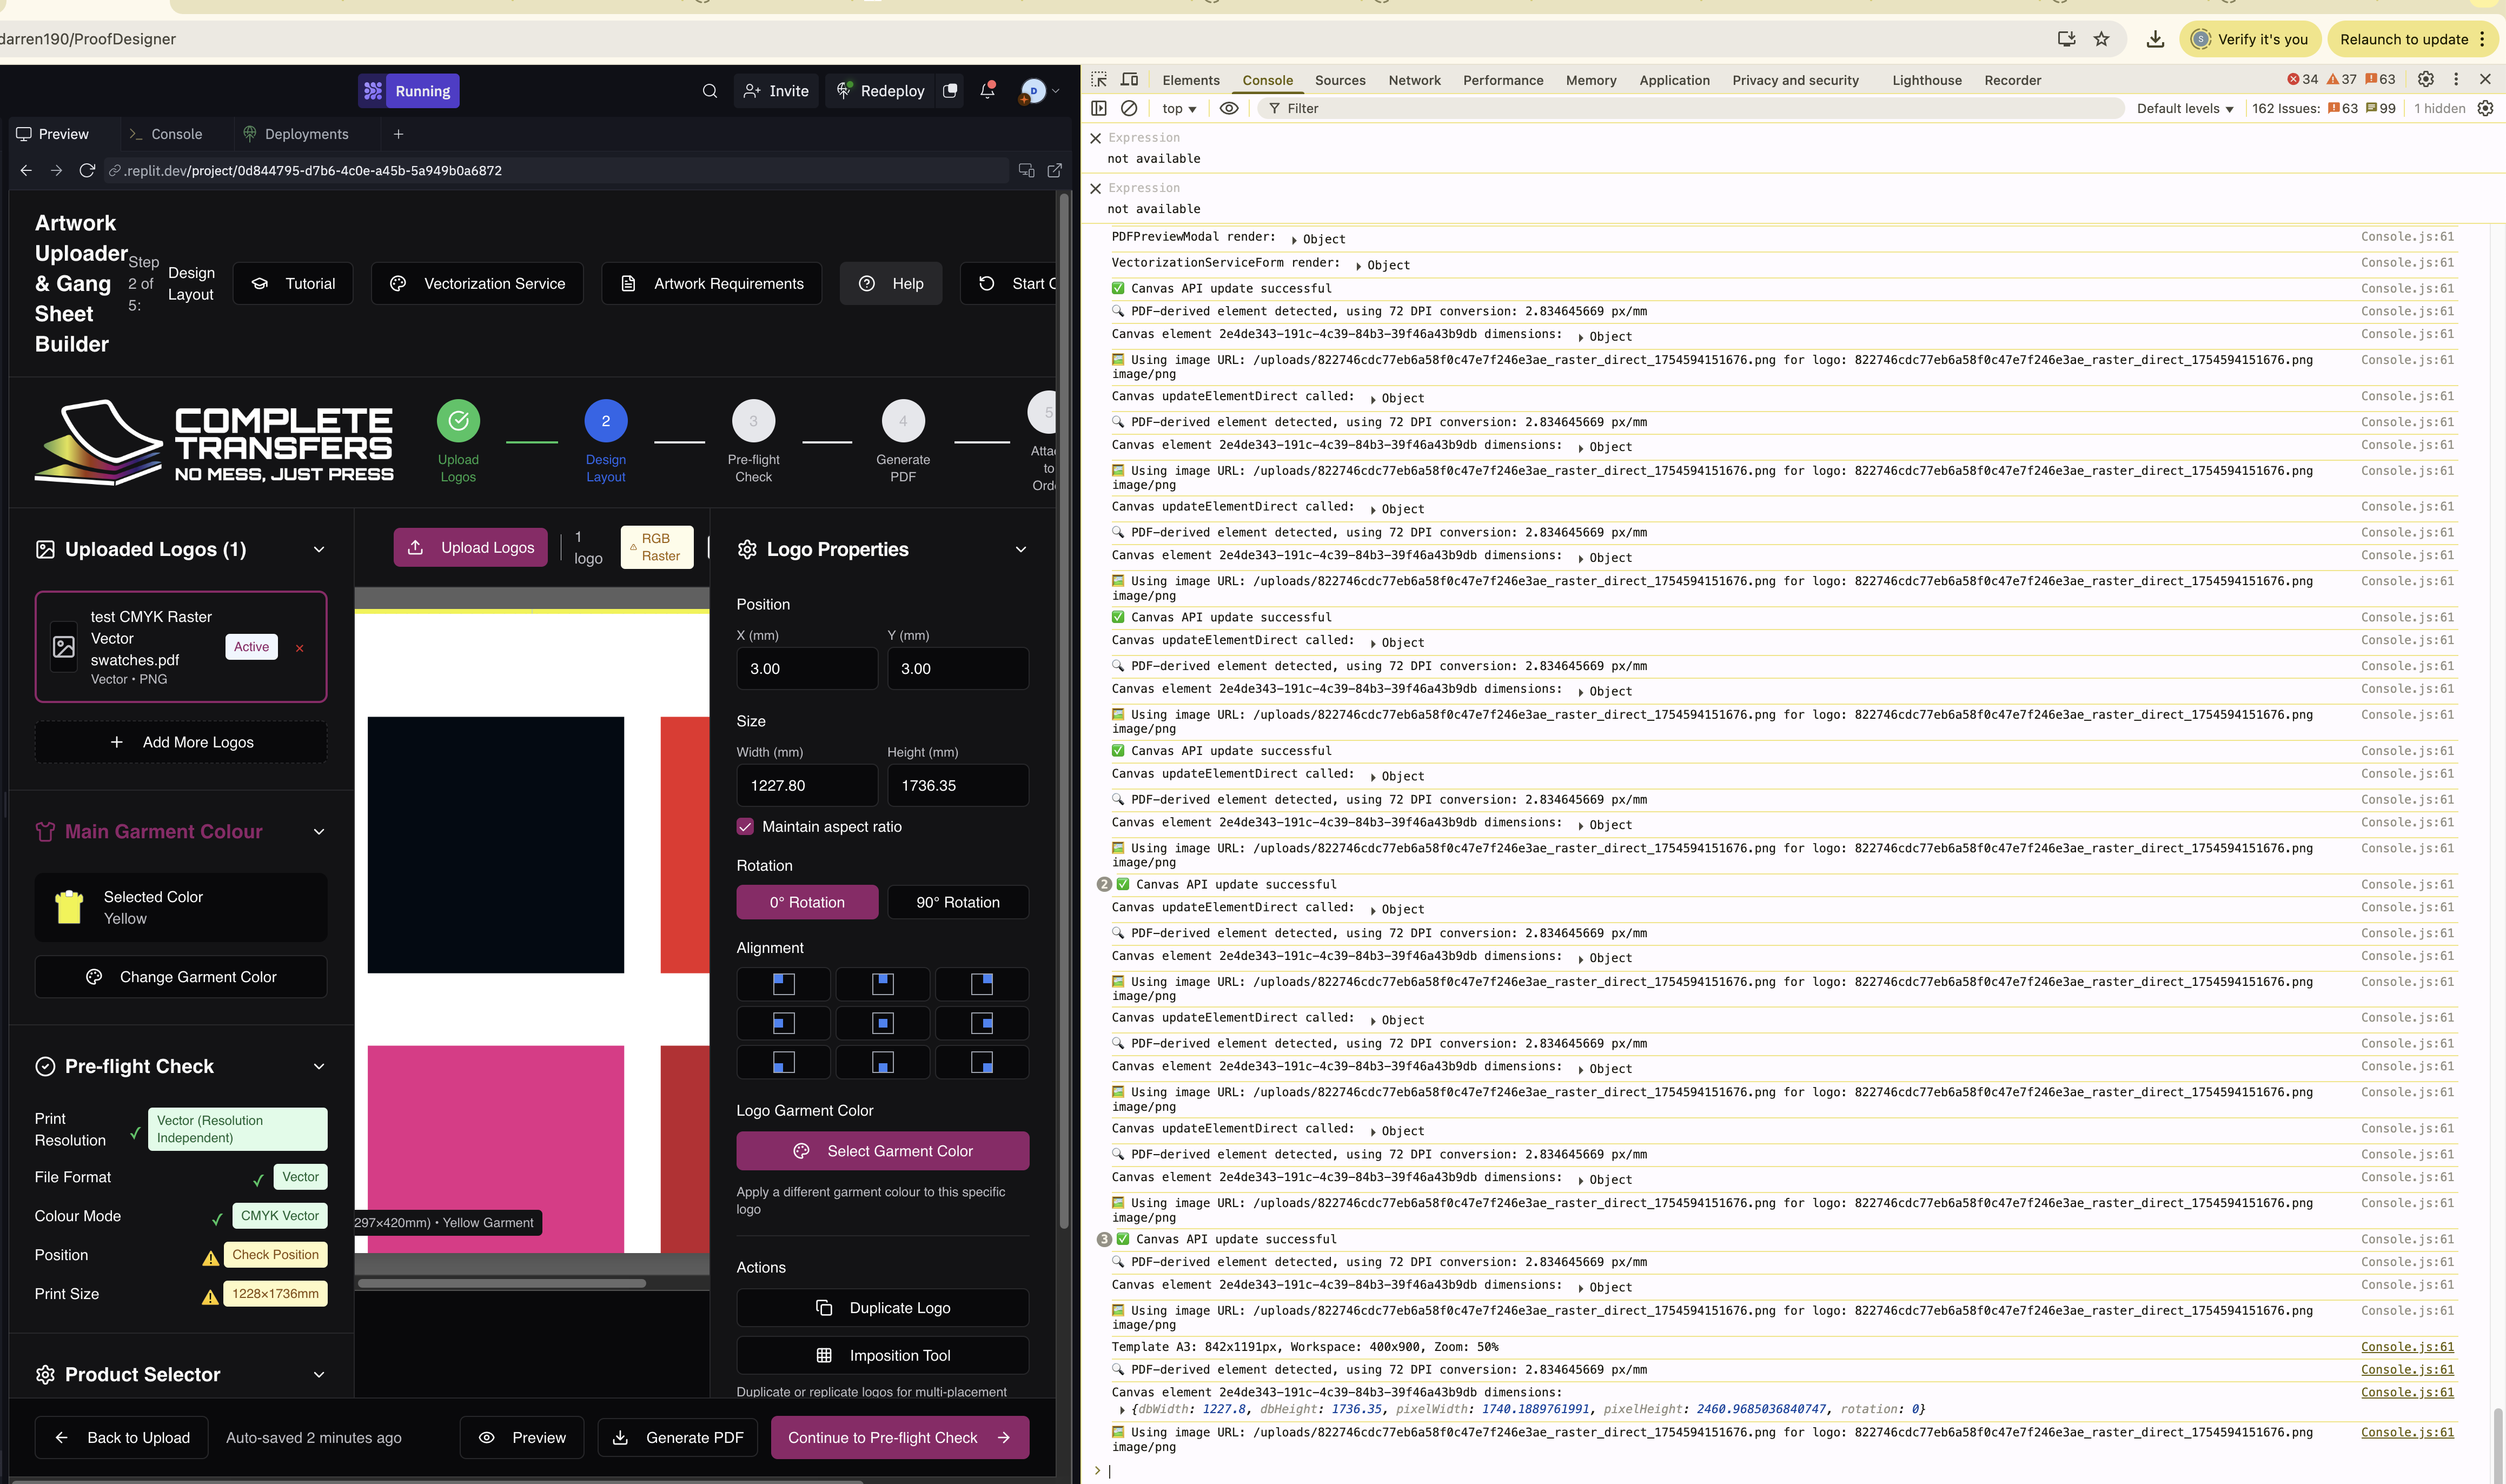 darren190/ProofDesigner
Verify it's you
Relaunch to update
Running
Invite
Redeploy
D
Preview
Console
Deployments
.replit.dev/project/0d844795-d7b6-4c0e-a45b-5a949b0a6872
Artwork
Uploader
& Gang
Sheet
Builder
Step
2 of
5:
Design
Layout
Tutorial
Vectorization Service
Artwork Requirements
Help
Start O
COMPLETE
TRANSFERS
NO MESS, JUST PRESS
Upload
Logos
2
Design
Layout
3
Pre-flight
Check
4
Generate
PDF
5
Attac
to
Orde
Uploaded Logos (1)
test CMYK Raster
Vector
swatches.pdf
Vector • PNG
Active
Add More Logos
Main Garment Colour
Selected Color
Yellow
Change Garment Color
Pre-flight Check
Print
Resolution
Vector (Resolution
Independent)
File Format
Vector
Colour Mode
CMYK Vector
Position
Check Position
Print Size
1228×1736mm
Product Selector
Upload Logos
1
logo
RGB
Raster
297×420mm) • Yellow Garment
Logo Properties
Position
X (mm)
Y (mm)
3.00
3.00
Size
Width (mm)
Height (mm)
1227.80
1736.35
Maintain aspect ratio
Rotation
0° Rotation
90° Rotation
Alignment
Logo Garment Color
Select Garment Color
Apply a different garment colour to this specific
logo
Actions
Duplicate Logo
Imposition Tool
Duplicate or replicate logos for multi-placement
Back to Upload
Auto-saved 2 minutes ago
Preview
Generate PDF
Continue to Pre-flight Check
Elements
Console
Sources
Network
Performance
Memory
Application
Privacy and security
Lighthouse
Recorder
34
37
63
top
Filter
Default levels
162 Issues:
63
99
1 hidden
Expression
not available
Expression
not available
PDFPreviewModal render: Object Console.js:61
VectorizationServiceForm render: Object Console.js:61
✅ Canvas API update successful Console.js:61
🔍 PDF-derived element detected, using 72 DPI conversion: 2.834645669 px/mm Console.js:61
Canvas element 2e4de343-191c-4c39-84b3-39f46a43b9db dimensions: Object Console.js:61
🖼️ Using image URL: /uploads/822746cdc77eb6a58f0c47e7f246e3ae_raster_direct_1754594151676.png for logo: 822746cdc77eb6a58f0c47e7f246e3ae_raster_direct_1754594151676.png Console.js:61
image/png
Canvas updateElementDirect called: Object Console.js:61
🔍 PDF-derived element detected, using 72 DPI conversion: 2.834645669 px/mm Console.js:61
Canvas element 2e4de343-191c-4c39-84b3-39f46a43b9db dimensions: Object Console.js:61
🖼️ Using image URL: /uploads/822746cdc77eb6a58f0c47e7f246e3ae_raster_direct_1754594151676.png for logo: 822746cdc77eb6a58f0c47e7f246e3ae_raster_direct_1754594151676.png Console.js:61
image/png
Canvas updateElementDirect called: Object Console.js:61
🔍 PDF-derived element detected, using 72 DPI conversion: 2.834645669 px/mm Console.js:61
Canvas element 2e4de343-191c-4c39-84b3-39f46a43b9db dimensions: Object Console.js:61
🖼️ Using image URL: /uploads/822746cdc77eb6a58f0c47e7f246e3ae_raster_direct_1754594151676.png for logo: 822746cdc77eb6a58f0c47e7f246e3ae_raster_direct_1754594151676.png Console.js:61
image/png
✅ Canvas API update successful Console.js:61
Canvas updateElementDirect called: Object Console.js:61
🔍 PDF-derived element detected, using 72 DPI conversion: 2.834645669 px/mm Console.js:61
Canvas element 2e4de343-191c-4c39-84b3-39f46a43b9db dimensions: Object Console.js:61
🖼️ Using image URL: /uploads/822746cdc77eb6a58f0c47e7f246e3ae_raster_direct_1754594151676.png for logo: 822746cdc77eb6a58f0c47e7f246e3ae_raster_direct_1754594151676.png Console.js:61
image/png
✅ Canvas API update successful Console.js:61
Canvas updateElementDirect called: Object Console.js:61
🔍 PDF-derived element detected, using 72 DPI conversion: 2.834645669 px/mm Console.js:61
Canvas element 2e4de343-191c-4c39-84b3-39f46a43b9db dimensions: Object Console.js:61
🖼️ Using image URL: /uploads/822746cdc77eb6a58f0c47e7f246e3ae_raster_direct_1754594151676.png for logo: 822746cdc77eb6a58f0c47e7f246e3ae_raster_direct_1754594151676.png Console.js:61
image/png
2 ✅ Canvas API update successful Console.js:61
Canvas updateElementDirect called: Object Console.js:61
🔍 PDF-derived element detected, using 72 DPI conversion: 2.834645669 px/mm Console.js:61
Canvas element 2e4de343-191c-4c39-84b3-39f46a43b9db dimensions: Object Console.js:61
🖼️ Using image URL: /uploads/822746cdc77eb6a58f0c47e7f246e3ae_raster_direct_1754594151676.png for logo: 822746cdc77eb6a58f0c47e7f246e3ae_raster_direct_1754594151676.png Console.js:61
image/png
Canvas updateElementDirect called: Object Console.js:61
🔍 PDF-derived element detected, using 72 DPI conversion: 2.834645669 px/mm Console.js:61
Canvas element 2e4de343-191c-4c39-84b3-39f46a43b9db dimensions: Object Console.js:61
🖼️ Using image URL: /uploads/822746cdc77eb6a58f0c47e7f246e3ae_raster_direct_1754594151676.png for logo: 822746cdc77eb6a58f0c47e7f246e3ae_raster_direct_1754594151676.png Console.js:61
image/png
Canvas updateElementDirect called: Object Console.js:61
🔍 PDF-derived element detected, using 72 DPI conversion: 2.834645669 px/mm Console.js:61
Canvas element 2e4de343-191c-4c39-84b3-39f46a43b9db dimensions: Object Console.js:61
🖼️ Using image URL: /uploads/822746cdc77eb6a58f0c47e7f246e3ae_raster_direct_1754594151676.png for logo: 822746cdc77eb6a58f0c47e7f246e3ae_raster_direct_1754594151676.png Console.js:61
image/png
3 ✅ Canvas API update successful Console.js:61
🔍 PDF-derived element detected, using 72 DPI conversion: 2.834645669 px/mm Console.js:61
Canvas element 2e4de343-191c-4c39-84b3-39f46a43b9db dimensions: Object Console.js:61
🖼️ Using image URL: /uploads/822746cdc77eb6a58f0c47e7f246e3ae_raster_direct_1754594151676.png for logo: 822746cdc77eb6a58f0c47e7f246e3ae_raster_direct_1754594151676.png Console.js:61
image/png
Template A3: 842x1191px, Workspace: 400x900, Zoom: 50% Console.js:61
🔍 PDF-derived element detected, using 72 DPI conversion: 2.834645669 px/mm Console.js:61
Canvas element 2e4de343-191c-4c39-84b3-39f46a43b9db dimensions: Console.js:61
{dbWidth: 1227.8, dbHeight: 1736.35, pixelWidth: 1740.1889761991, pixelHeight: 2460.9685036840747, rotation: 0}
🖼️ Using image URL: /uploads/822746cdc77eb6a58f0c47e7f246e3ae_raster_direct_1754594151676.png for logo: 822746cdc77eb6a58f0c47e7f246e3ae_raster_direct_1754594151676.png Console.js:61
image/png